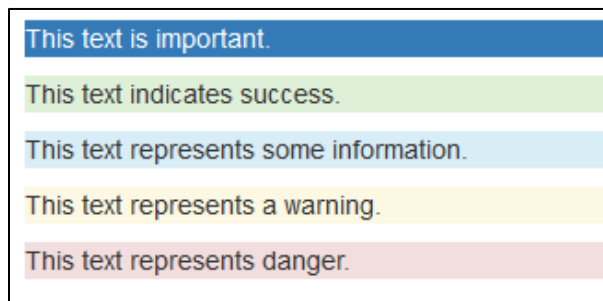 This text is important.
This text indicates success.
This text represents some information.
This text represents a warning.
This text represents danger.